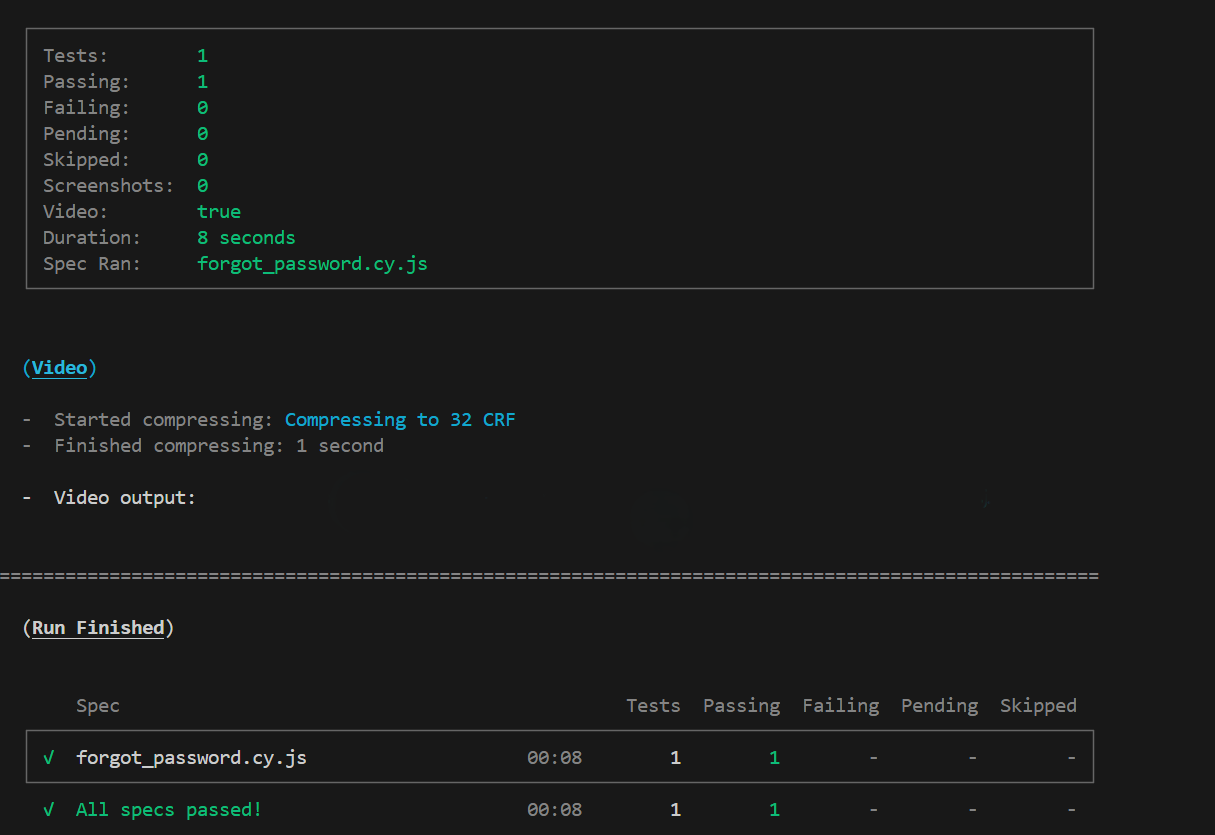 Tests: 1
Passing: 1
Failing: 0
Pending: 0
Skipped: 0
Screenshots: 0
Video: true
Duration: 8 seconds
Spec Ran: forgot_password.cy.js
(Video)
- Started compressing: Compressing to 32 CRF
- Finished compressing: 1 second
- Video output:
====================================================================================================
(Run Finished)
Spec Tests Passing Failing Pending Skipped
√ forgot_password.cy.js 00:08 1 1 - - -
√ All specs passed! 00:08 1 1 - - -